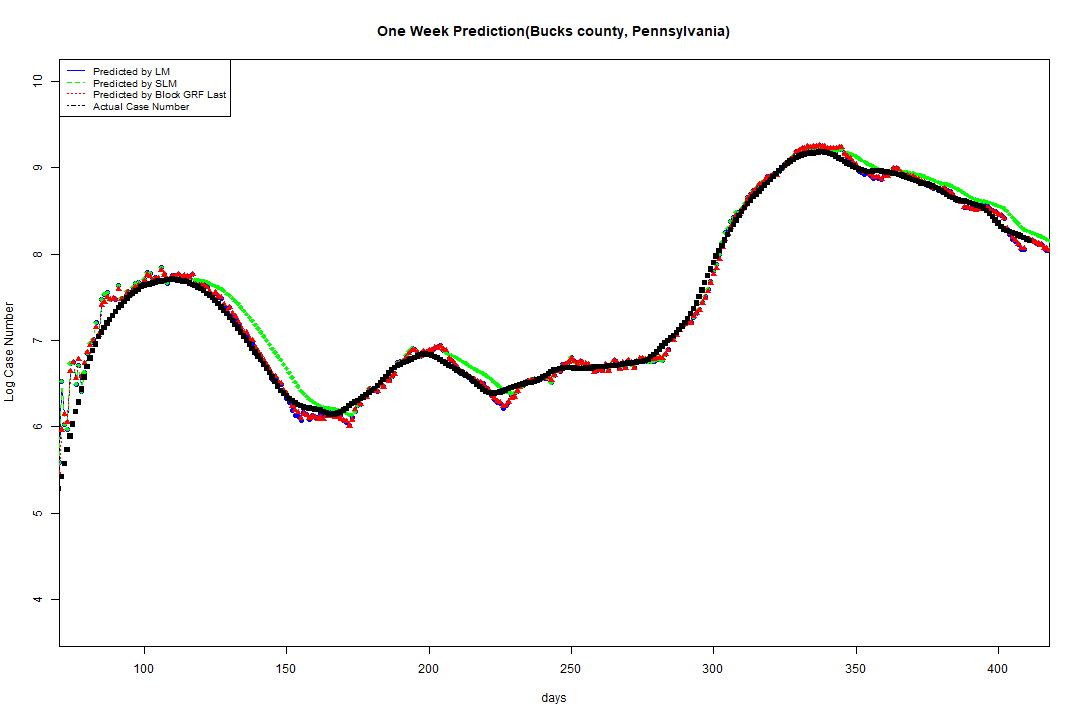 One Week Prediction(Bucks county, Pennsylvania)
Predicted by LM
Predicted by SLM
Predicted by Block GRF Last
Actual Case Number
10
9
8
7
6
5
4
Log Case Number
100 150 200 250 300 350 400
days